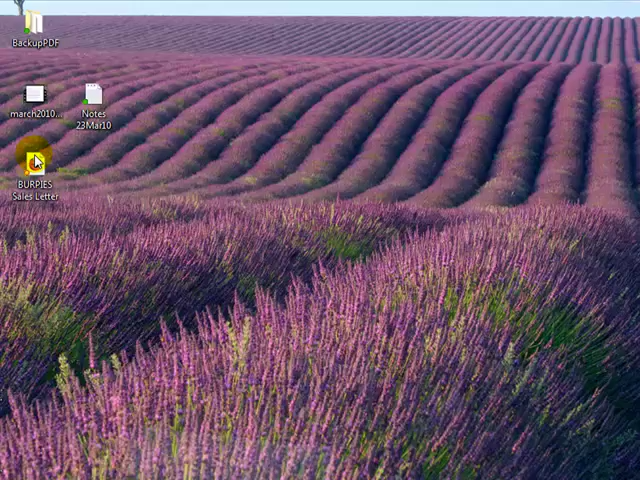 BackupPDF
march2010...
Notes
23Mar10
BURPIES
Sales Letter